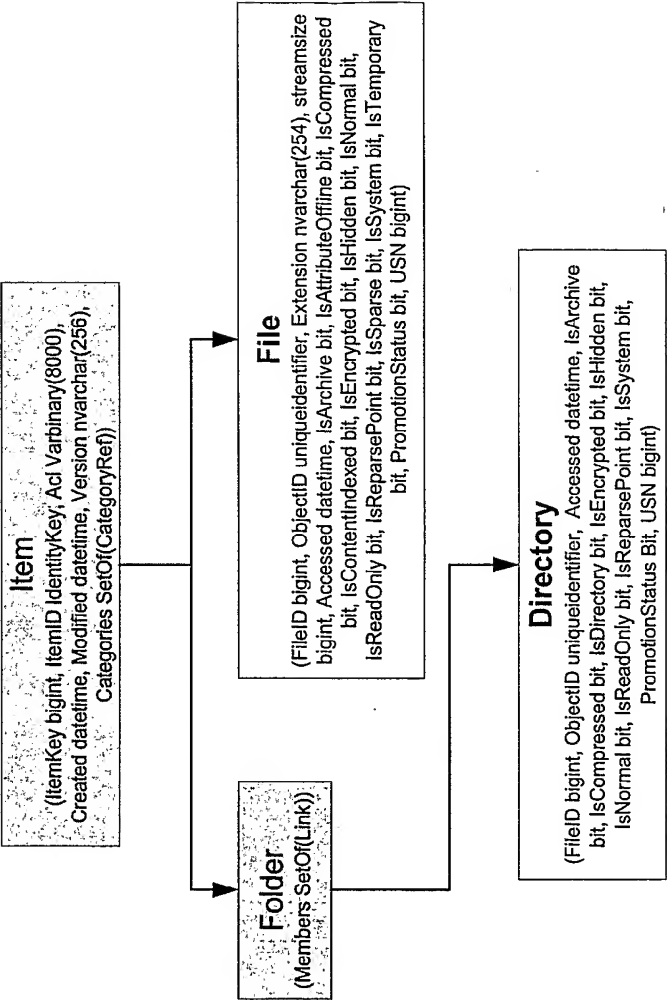 Item
(ItemKey bigint, ItemID IdentityKey, Acl Varbinary(8000),
Created datetime, Modified datetime, Version nvarchar(256),
Categories SetOf(CategoryRef))
Folder
(Members SetOf(Link))
File
(FileID bigint, ObjectID uniqueidentifier, Extension nvarchar(254), streamsize
bigint, Accessed datetime, IsArchive bit, IsAttributeOffline bit, IsCompressed
bit, IsContentIndexed bit, IsEncrypted bit, IsHidden bit, IsNormal bit,
IsReadOnly bit, IsReparsePoint bit, IsSparse bit, IsSystem bit, IsTemporary
bit, PromotionStatus bit, USN bigint)
Directory
(FileID bigint, ObjectID uniqueidentifier, Accessed datetime, IsArchive
bit, IsCompressed bit, IsDirectory bit, IsEncrypted bit, IsHidden bit,
IsNormal bit, IsReadOnly bit, IsReparsePoint bit, IsSystem bit,
PromotionStatus Bit, USN bigint)